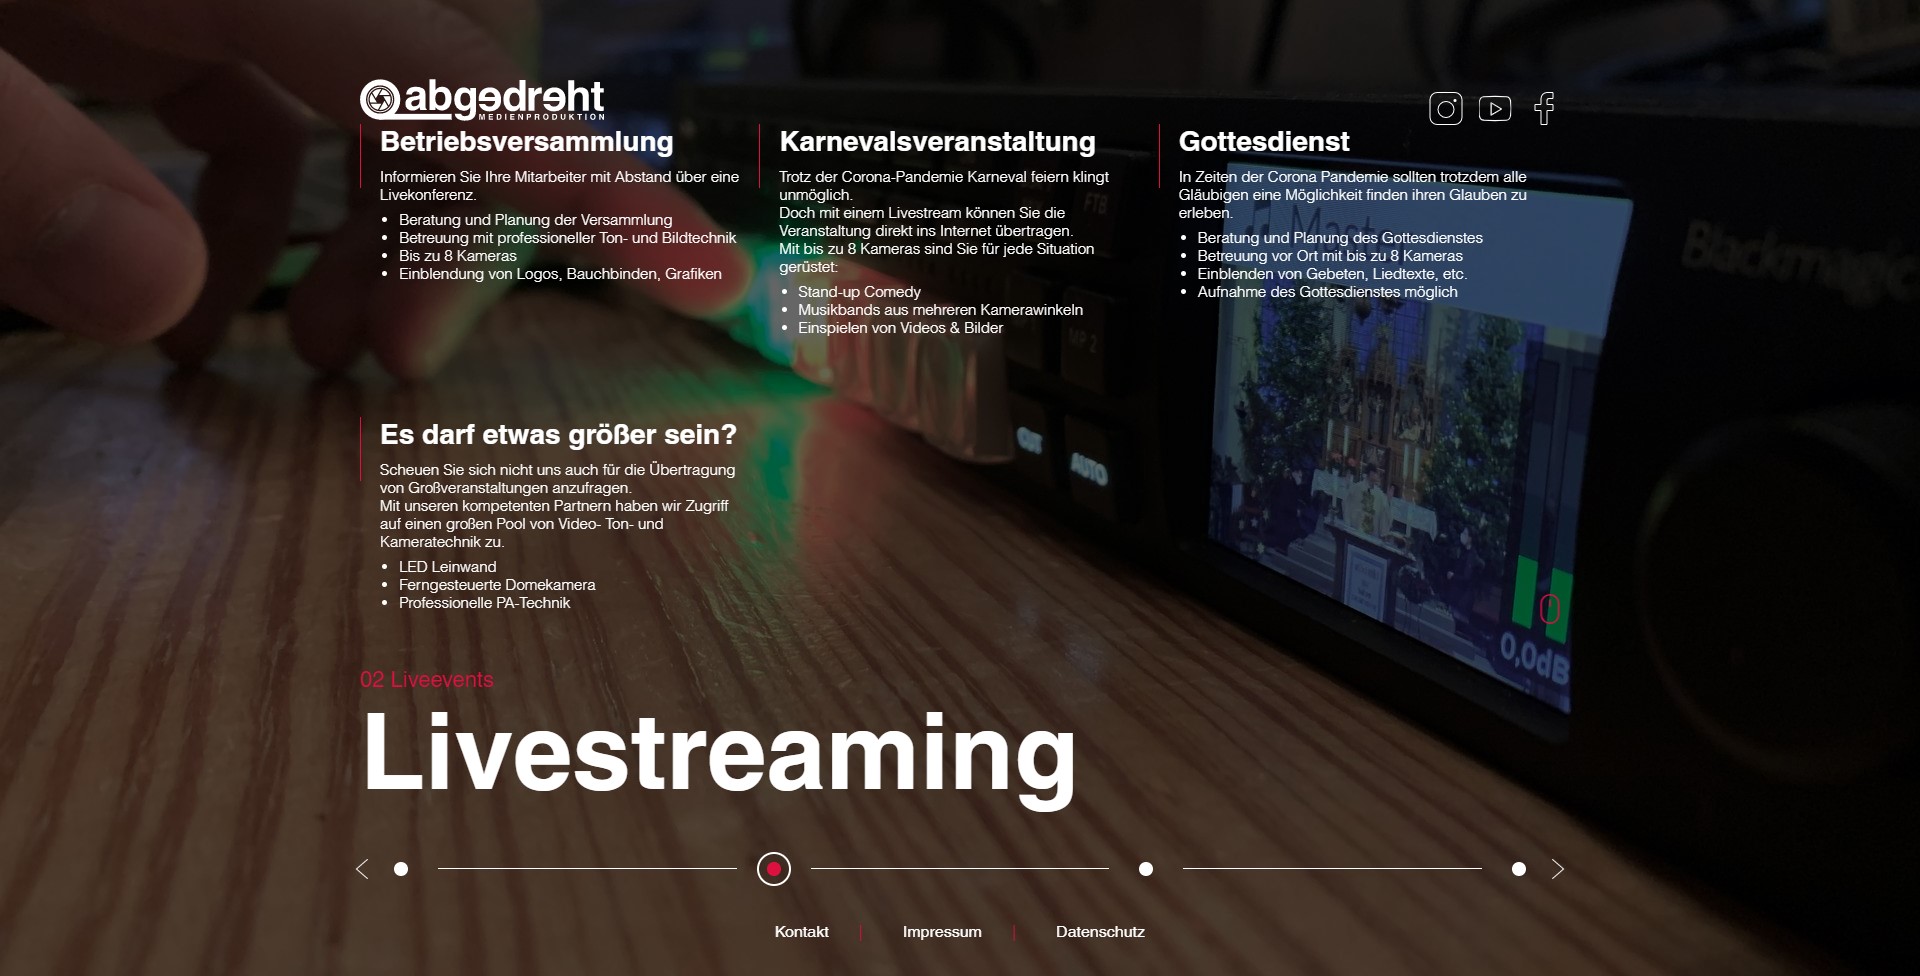 abgedreht
MEDIENPRODUKTION
Betriebsversammlung
Informieren Sie Ihre Mitarbeiter mit Abstand über eine
Livekonferenz.
• Beratung und Planung der Versammlung
• Betreuung mit professioneller Ton- und Bildtechnik
• Bis zu 8 Kameras
• Einblendung von Logos, Bauchbinden, Grafiken
Karnevalsveranstaltung
Trotz der Corona-Pandemie Karneval feiern klingt
unmöglich.
Doch mit einem Livestream können Sie die
Veranstaltung direkt ins Internet übertragen.
Mit bis zu 8 Kameras sind Sie für jede Situation
gerüstet:
• Stand-up Comedy
• Musikbands aus mehreren Kamerawinkeln
• Einspielen von Videos & Bilder
Gottesdienst
In Zeiten der Corona Pandemie sollten trotzdem alle
Gläubigen eine Möglichkeit finden ihren Glauben zu
erleben.
• Beratung und Planung des Gottesdienstes
• Betreuung vor Ort mit bis zu 8 Kameras
• Einblenden von Gebeten, Liedtexte, etc.
• Aufnahme des Gottesdienstes möglich
Es darf etwas größer sein?
Scheuen Sie sich nicht uns auch für die Übertragung
von Großveranstaltungen anzufragen.
Mit unseren kompetenten Partnern haben wir Zugriff
auf einen großen Pool von Video- Ton- und
Kameratechnik zu.
• LED Leinwand
• Ferngesteuerte Domekamera
• Professionelle PA-Technik
FTB
MP 2
CUT
AUTO
Blackmagic
0,0dB
02 Liveevents
Livestreaming
Kontakt
Impressum
Datenschutz